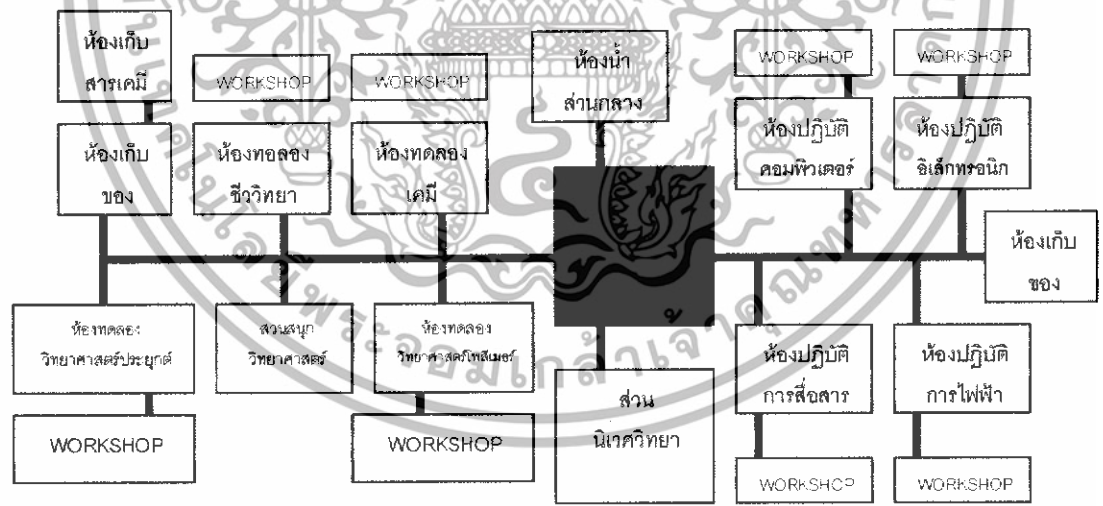 ห้องเก็บ
สารเคมี
WORKSHOP
WORKSHOP
ห้องน้ำ
ส่านกลาง
WORKSHOP
WORKSHOP
ห้องเก็บ
ของ
ห้องทอลอง
ชีววิทยา
ห้องทดลอง
เคมี
ห้องปฏิบัติ
คอมพิวเตอร์
ห้องปฏิบัติ
อิเล็กทรอนิก
ห้องเก็บ
ของ
ห้องทดลอง
วิทยาศาสตร์ประยุกต์
สวนสนุก
วิทยาศาสตร์
ห้องทดลอง
วิทยาศาสตร์โพลีเมอร์
ส่วน
นิเวศวิทยา
ห้องปฏิบัติ
การสื่อสาร
ห้องปฏิบัติ
การไฟฟ้า
WORKSHOP
WORKSHOP
WORKSHOP
WORKSHOP